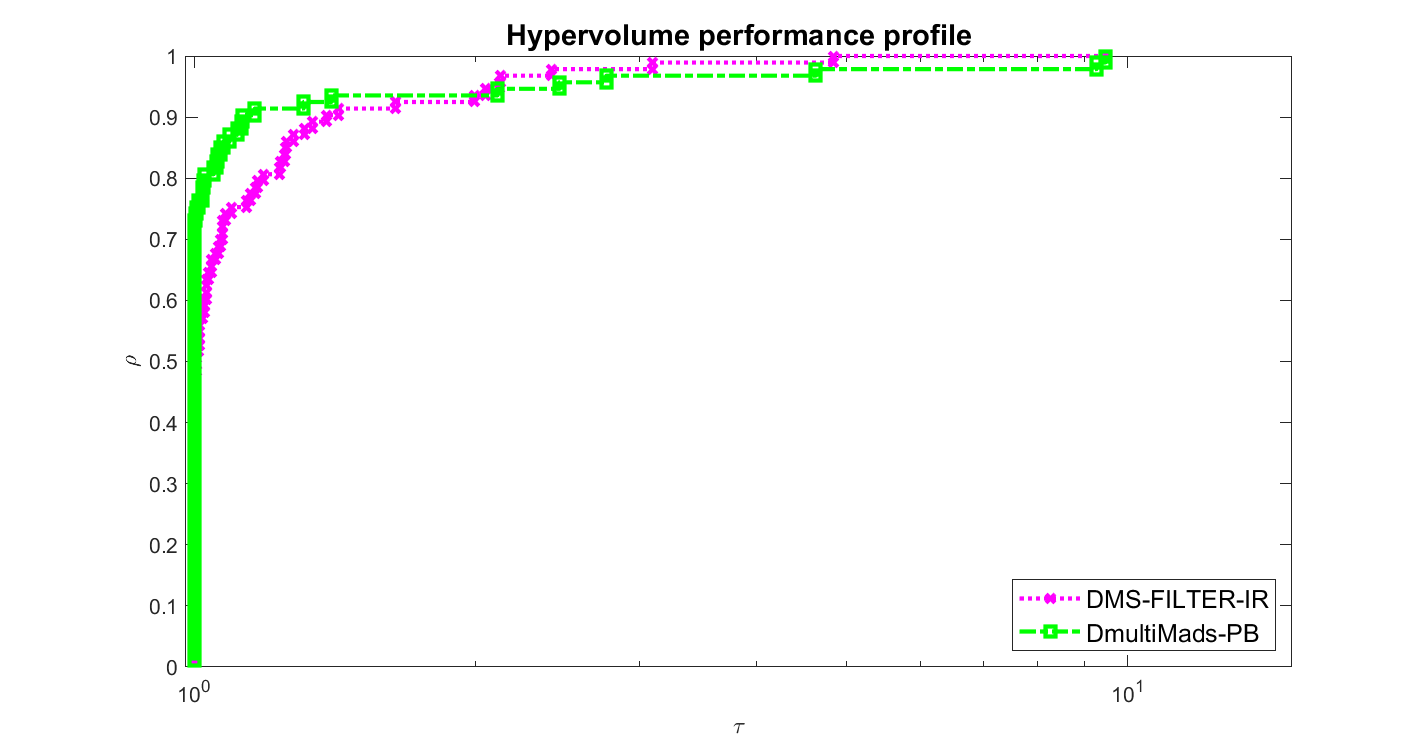 Hypervolume performance profile
1
0.9
0.8
0.7
0.6
0.5
0.4
0.3
0.2
0.1
0
ρ
10^0
10^1
τ
DMS-FILTER-IR
DmultiMads-PB